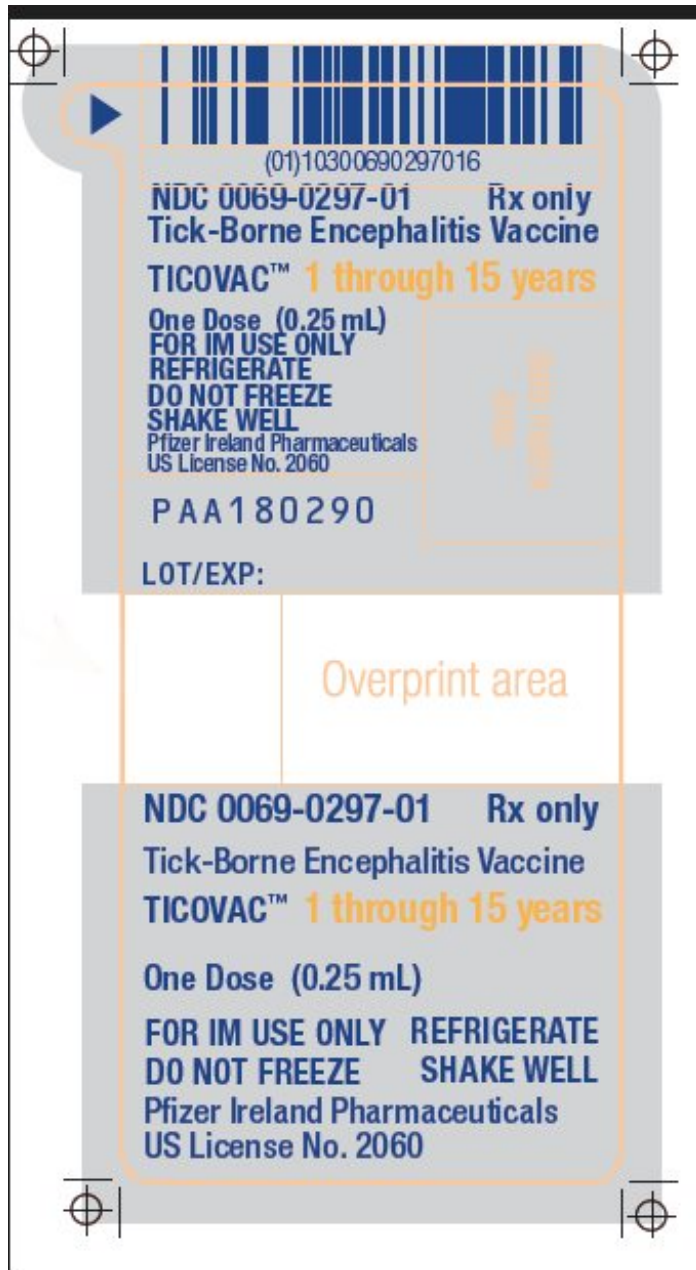 (01)10300690297016
NDC 0069-0297-01 Rx only
Tick-Borne Encephalitis Vaccine
TICOVAC™ 1 through 15 years
One Dose (0.25 mL)
FOR IM USE ONLY
REFRIGERATE
DO NOT FREEZE
SHAKE WELL
Pfizer Ireland Pharmaceuticals
US License No. 2060
PAA180290
LOT/EXP:
Overprint area
NDC 0069-0297-01 Rx only
Tick-Borne Encephalitis Vaccine
TICOVAC™ 1 through 15 years
One Dose (0.25 mL)
FOR IM USE ONLY REFRIGERATE
DO NOT FREEZE SHAKE WELL
Pfizer Ireland Pharmaceuticals
US License No. 2060